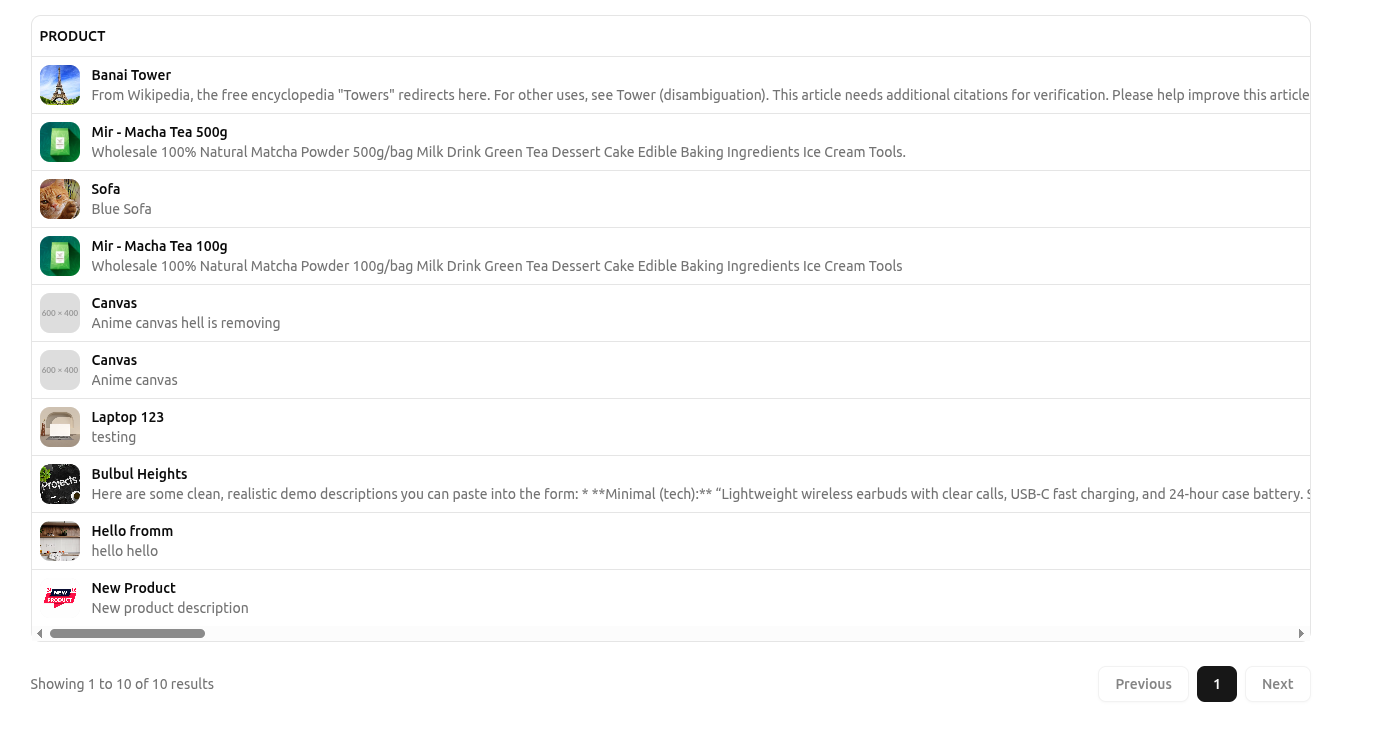 PRODUCT
Banai Tower
From Wikipedia, the free encyclopedia "Towers" redirects here. For other uses, see Tower (disambiguation). This article needs additional citations for verification. Please help improve this article
Mir - Macha Tea 500g
Wholesale 100% Natural Matcha Powder 500g/bag Milk Drink Green Tea Dessert Cake Edible Baking Ingredients Ice Cream Tools.
Sofa
Blue Sofa
Mir - Macha Tea 100g
Wholesale 100% Natural Matcha Powder 100g/bag Milk Drink Green Tea Dessert Cake Edible Baking Ingredients Ice Cream Tools
600 × 400
Canvas
Anime canvas hell is removing
600 × 400
Canvas
Anime canvas
Laptop 123
testing
Projects
Bulbul Heights
Here are some clean, realistic demo descriptions you can paste into the form: * **Minimal (tech):** “Lightweight wireless earbuds with clear calls, USB-C fast charging, and 24-hour case battery.
Hello fromm
hello hello
NEW
PRODUCT
New Product
New product description
Showing 1 to 10 of 10 results
Previous
1
Next